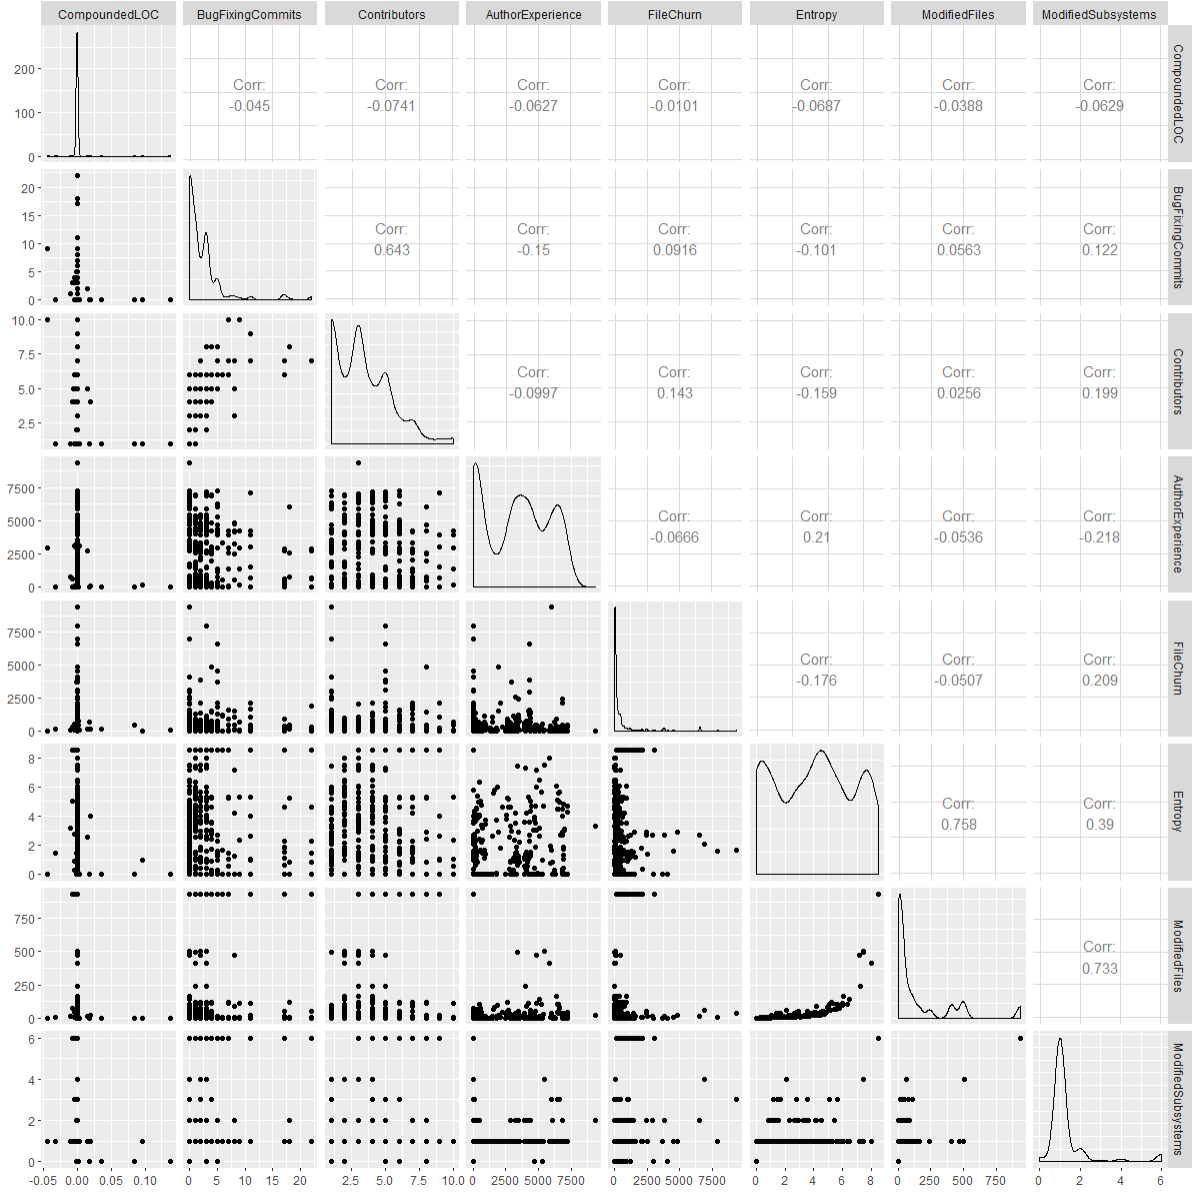 CompoundedLOC BugFixingCommits Contributors AuthorExperience FileChurn Entropy ModifiedFiles ModifiedSubsystems
200
100
0
Corr: Corr: Corr: Corr: Corr: Corr: Corr:
-0.045 -0.0741 -0.0627 -0.0101 -0.0687 -0.0388 -0.0629
CompoundedLOC
20
15
10
5
0
Corr: Corr: Corr: Corr: Corr: Corr:
0.643 -0.15 0.0916 -0.101 0.0563 0.122
BugFixingCommits
10.0
7.5
5.0
2.5
Corr: Corr: Corr: Corr: Corr:
-0.0997 0.143 -0.159 0.0256 0.199
Contributors
7500
5000
2500
0
Corr: Corr: Corr: Corr:
-0.0666 0.21 -0.0536 -0.218
AuthorExperience
7500
5000
2500
0
Corr: Corr: Corr:
-0.176 -0.0507 0.209
FileChurn
8
6
4
2
0
Corr: Corr:
0.758 0.39
Entropy
750
500
250
0
Corr:
0.733
ModifiedFiles
6
4
2
0
ModifiedSubsystems
-0.05 0.00 0.05 0.10 0 5 10 15 20 2.5 5.0 7.5 10.0 0 2500 5000 7500 0 2500 5000 7500 0 2 4 6 8 0 250 500 750 0 2 4 6